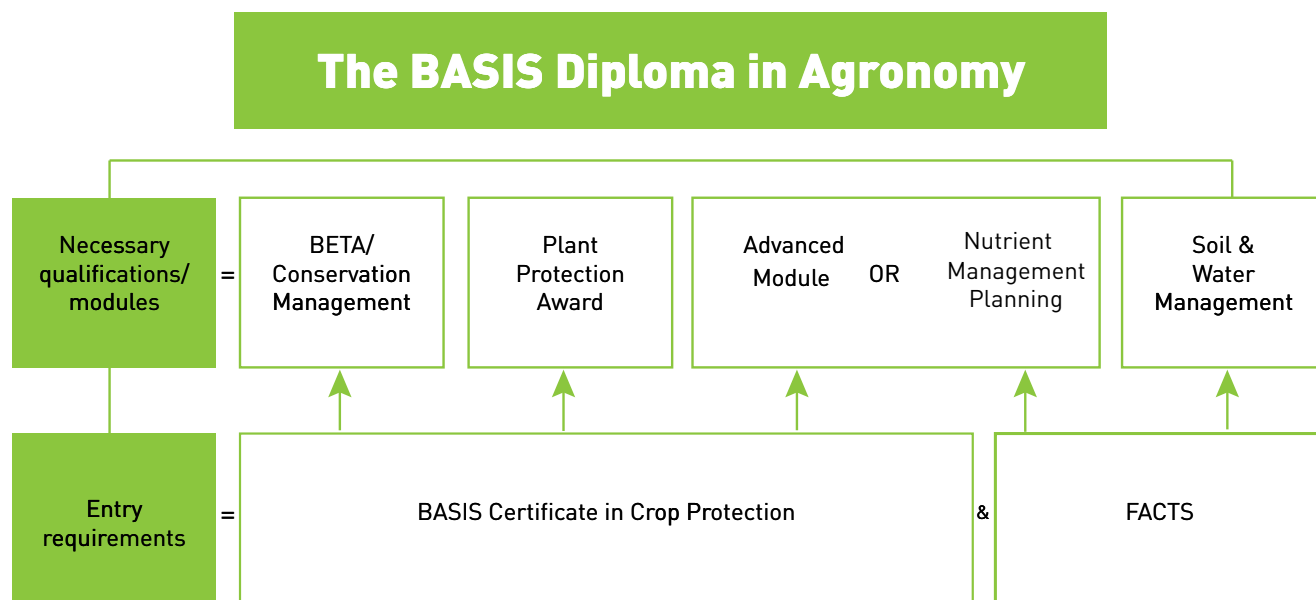 The BASIS Diploma in Agronomy
Necessary
qualifications/
modules
=
BETA/
Conservation
Management
Plant
Protection
Award
Advanced
Module
OR
Nutrient
Management
Planning
Soil &
Water
Management
Entry
requirements
=
BASIS Certificate in Crop Protection
&
FACTS